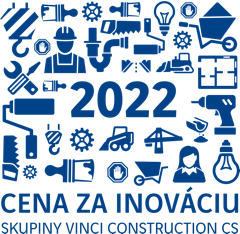 2022
CENA ZA INOVÁCIU
SKUPINY VINCI CONSTRUCTION CS